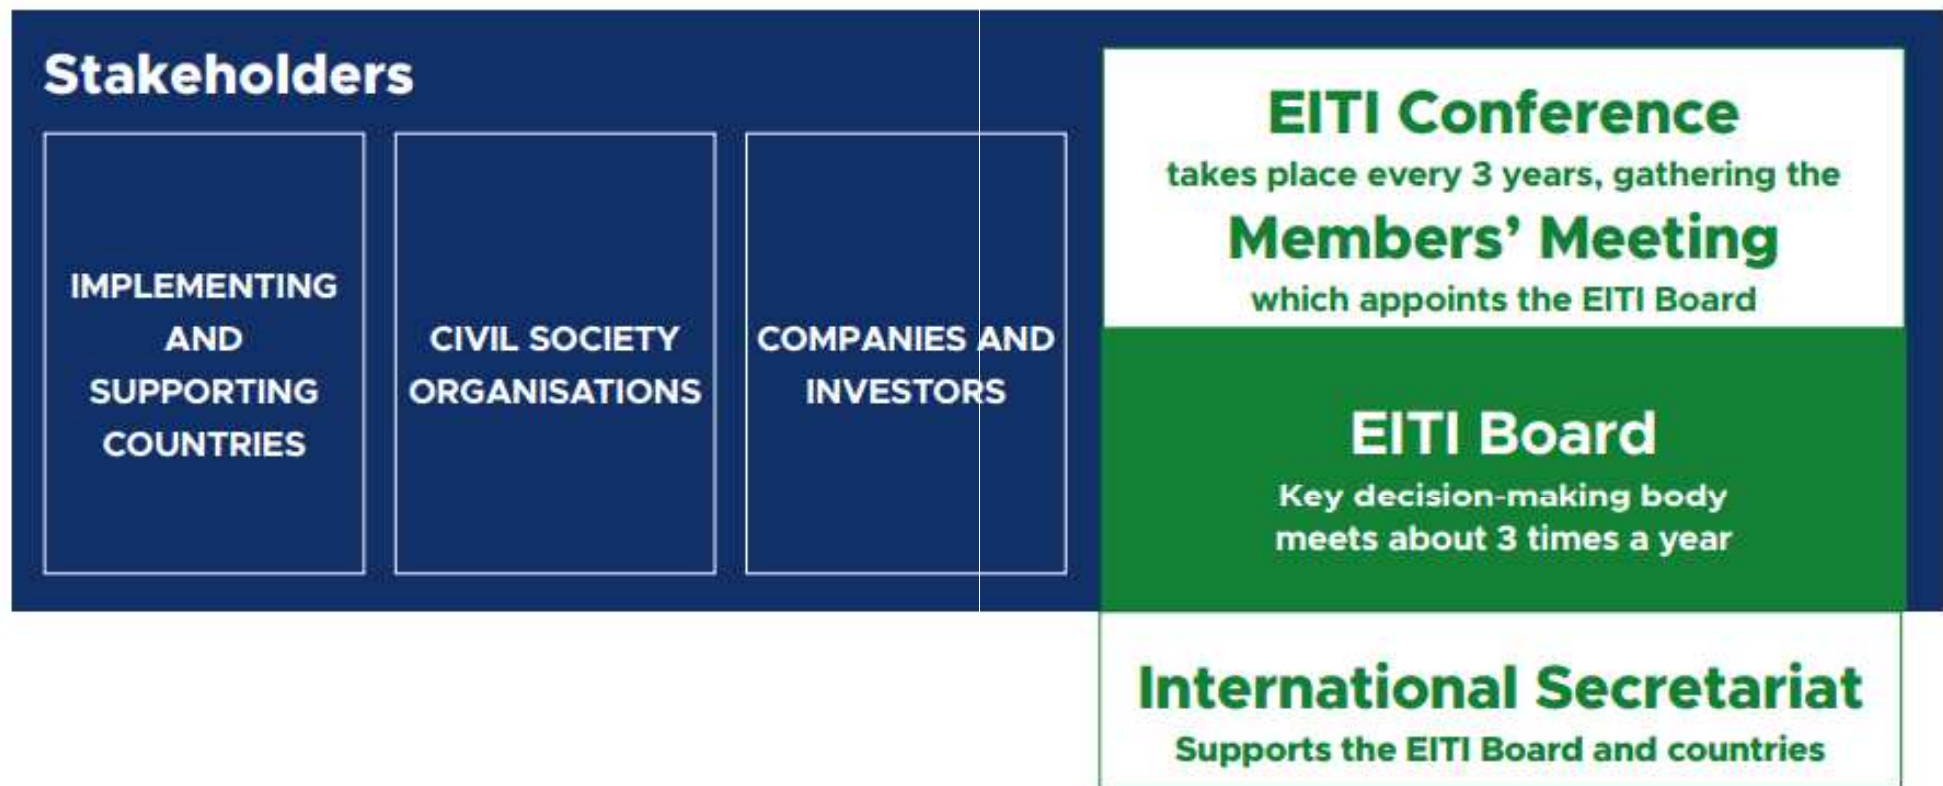 Stakeholders
IMPLEMENTING
AND
SUPPORTING
COUNTRIES
CIVIL SOCIETY
ORGANISATIONS
COMPANIES AND
INVESTORS
EITI Conference
takes place every 3 years, gathering the
Members’ Meeting
which appoints the EITI Board
EITI Board
Key decision-making body
meets about 3 times a year
International Secretariat
Supports the EITI Board and countries